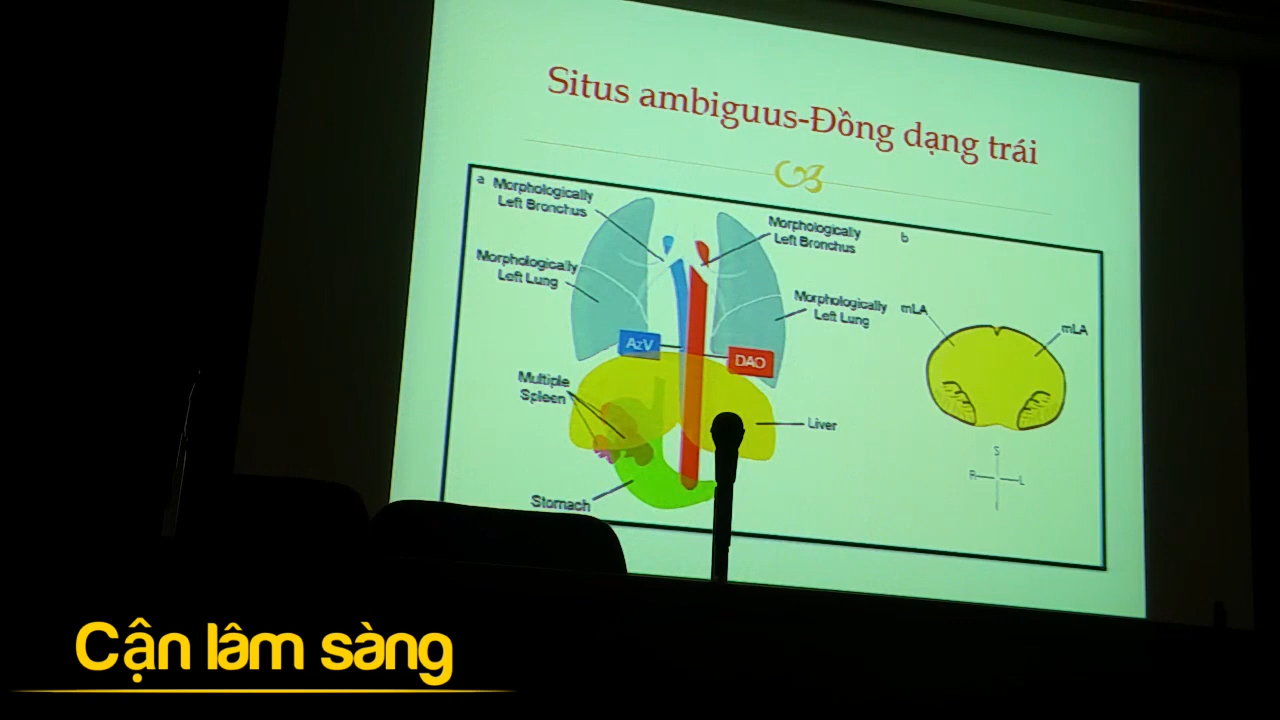 Situs ambiguus-Đồng dạng trái
a
Morphologically
Left Bronchus
Morphologically
Left Bronchus
b
Morphologically
Left Lung
Morphologically
Left Lung
mLA
mLA
AzV
DAO
Multiple
Spleen
Liver
Stomach
S
R
L
Cận lâm sàng